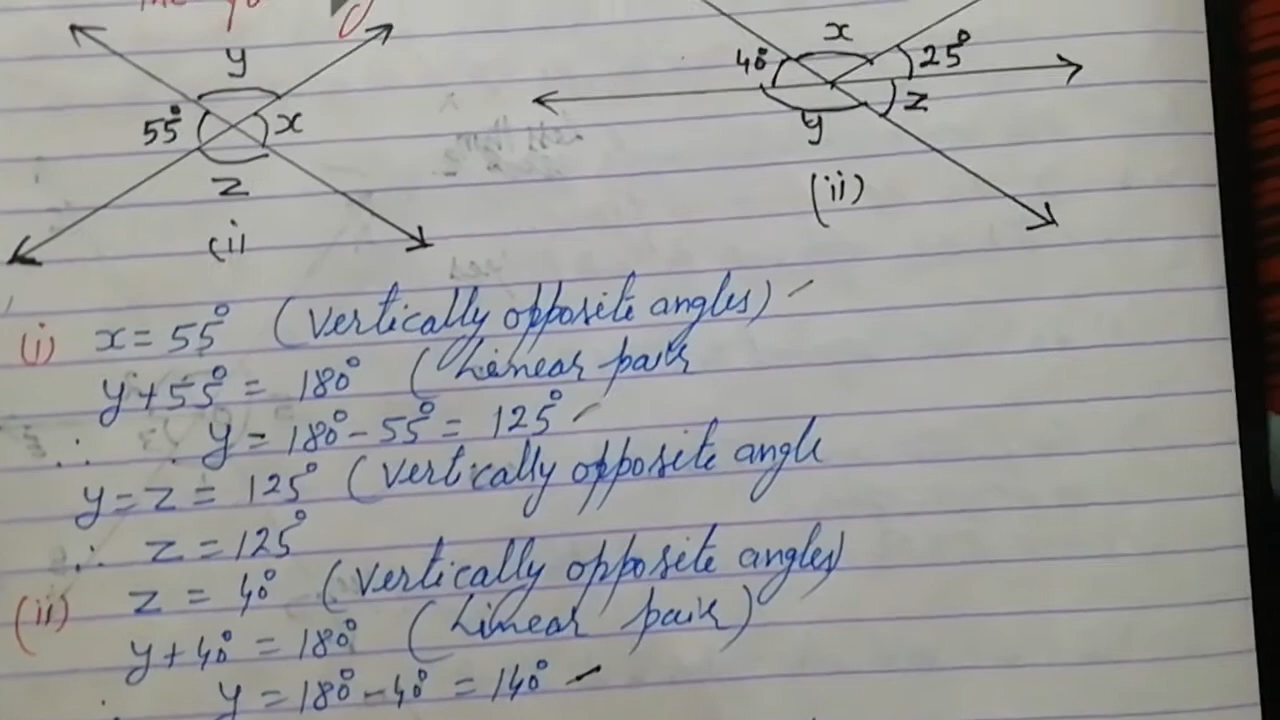 y
55°
x
z
(i)
x
40°
25°
z
y
(ii)
(i) x = 55° (Vertically opposite angles)
y + 55° = 180° (Linear pair
∴ y = 180° - 55° = 125°
y = z = 125° (Vertically opposite angle
∴ z = 125°
(ii) z = 40° (Vertically opposite angles)
y + 40° = 180° (Linear pair)
y = 180° - 40° = 140°